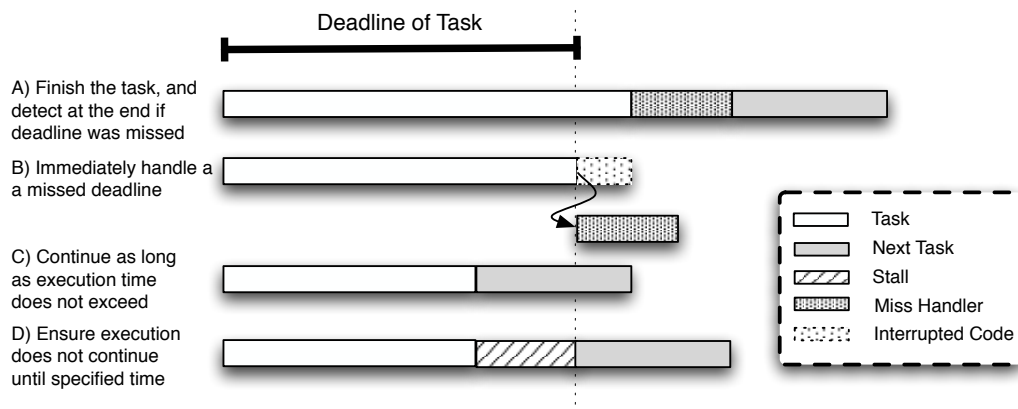 Deadline of Task
A) Finish the task, and
detect at the end if
deadline was missed
B) Immediately handle a
a missed deadline
C) Continue as long
as execution time
does not exceed
D) Ensure execution
does not continue
until specified time
Task
Next Task
Stall
Miss Handler
Interrupted Code